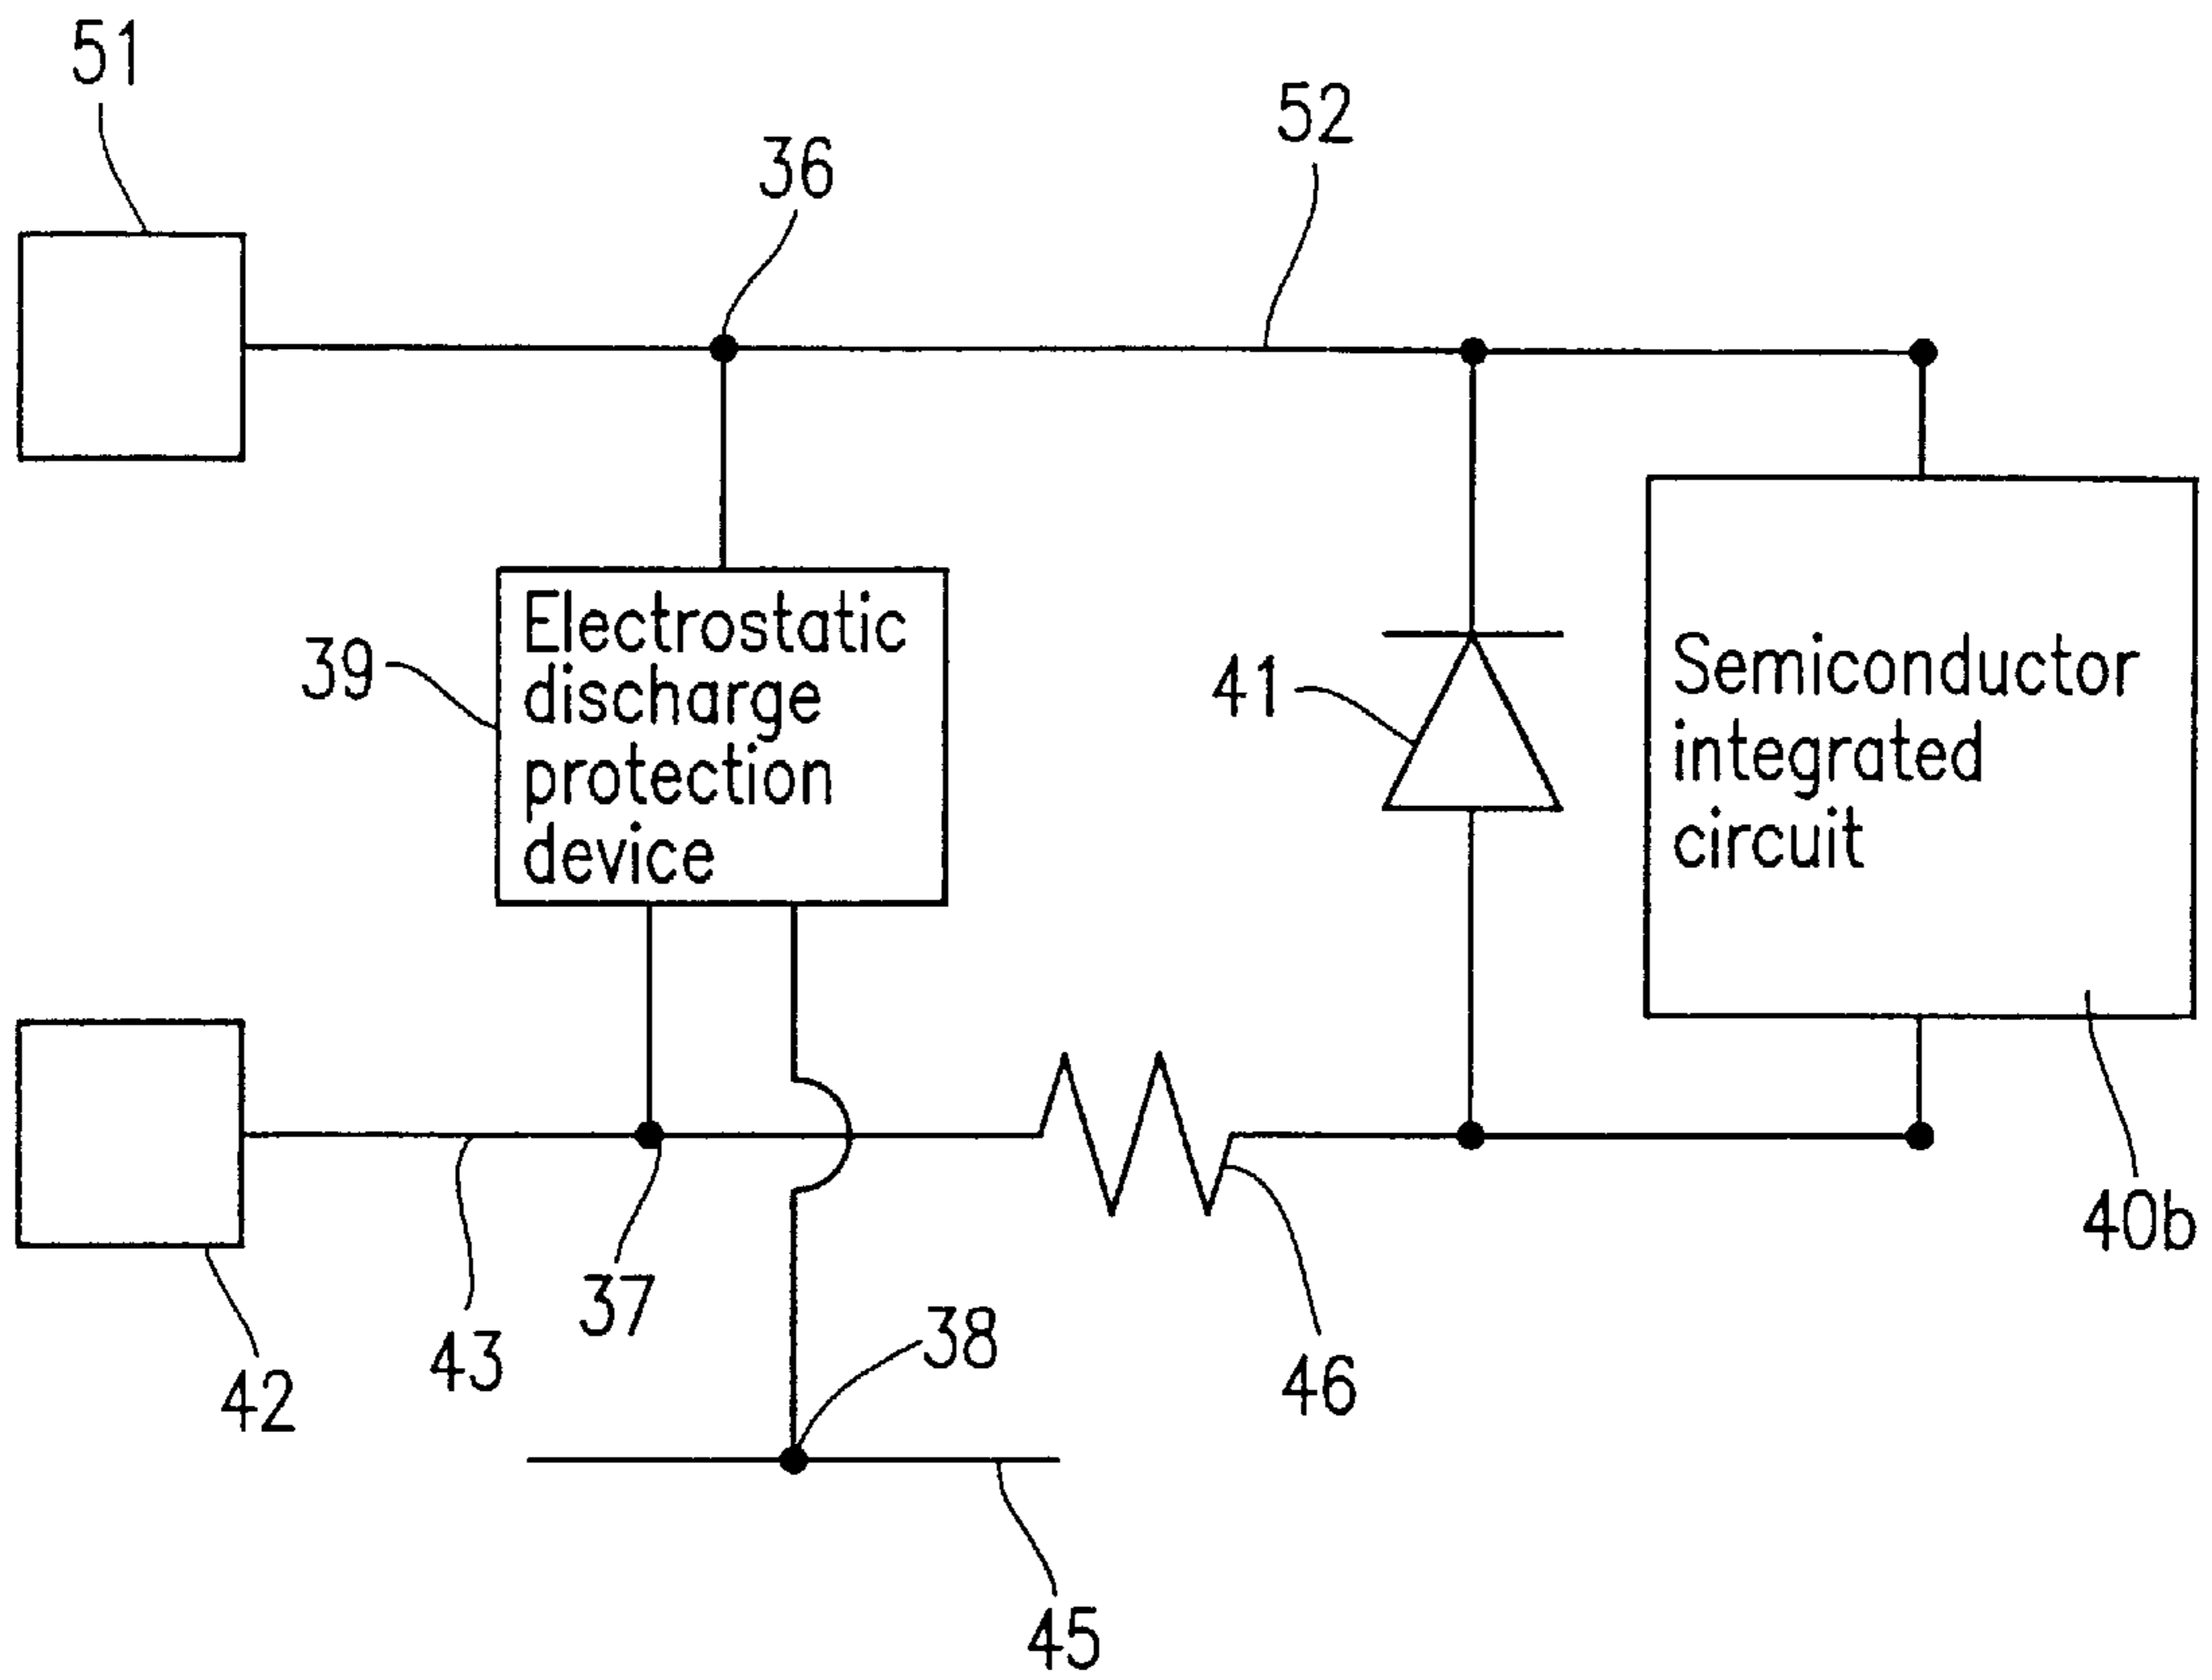 51
36
52
39
Electrostatic
discharge
protection
device
41
Semiconductor
integrated
circuit
40b
42
43
37
38
46
45